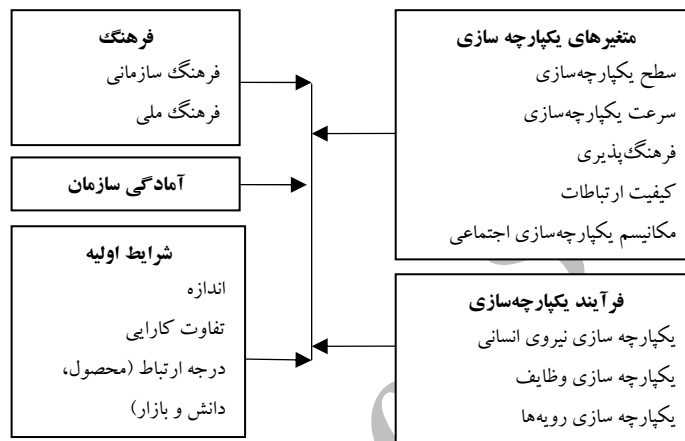 متغیرهای یکپارچه سازی
سطح یکپارچه‌سازی
سرعت یکپارچه‌سازی
فرهنگ‌پذیری
کیفیت ارتباطات
مکانیسم یکپارچه‌سازی اجتماعی
فرآیند یکپارچه‌سازی
یکپارچه سازی نیروی انسانی
یکپارچه سازی وظایف
یکپارچه سازی رویه‌ها
فرهنگ
فرهنگ سازمانی
فرهنگ ملی
آمادگی سازمان
شرایط اولیه
اندازه
تفاوت کارایی
درجه ارتباط (محصول،
دانش و بازار)